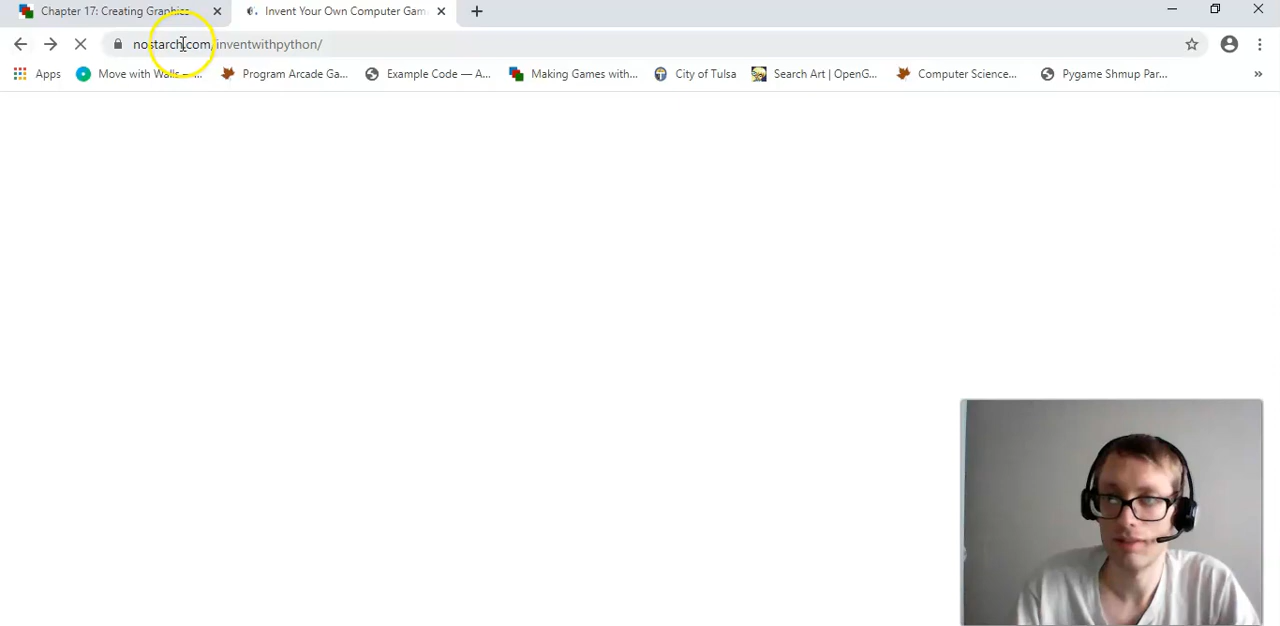 Chapter 17: Creating Graphics
Invent Your Own Computer Gam
nostarch.com/inventwithpython/
Apps
Move with Walls — ...
Program Arcade Ga...
Example Code — A...
Making Games with...
City of Tulsa
Search Art | OpenG...
Computer Science...
Pygame Shmup Par...
»